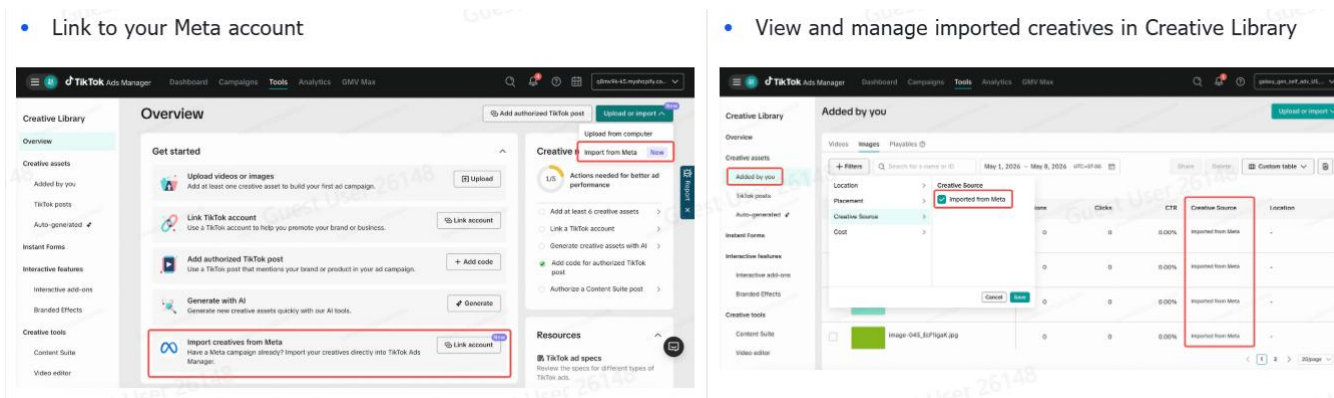 Link to your Meta account
TikTok Ads Manager Dashboard Campaigns Tools Analytics GMV Max
Creative Library
Overview
Creative assets
Added by you
TikTok posts
Auto-generated
Instant Forms
Interactive features
Interactive add-ons
Branded Effects
Creative tools
Content Suite
Video editor
Overview
Add authorized TikTok post
Upload or import
New
Upload from computer
Import from Meta New
Get started
Upload videos or images
Add at least one creative asset to build your first ad campaign.
Upload
Link TikTok account
Use a TikTok account to help you promote your brand or business.
Link account
Add authorized TikTok post
Use a TikTok post that mentions your brand or product in your ad campaign.
+ Add code
Generate with AI
Generate new creative assets quickly with our AI tools.
Generate
Import creatives from Meta
Have a Meta campaign already? Import your creatives directly into TikTok Ads
Manager.
Link account
New
1/5
Actions needed for better ad
performance
Add at least 6 creative assets
Link a TikTok account
Generate creative assets with AI
Add code for authorized TikTok
post
Authorize a Content Suite post
Report
Resources
TikTok ad specs
Review the specs for different types of
TikTok ads.
View and manage imported creatives in Creative Library
TikTok Ads Manager Dashboard Campaigns Tools Analytics GMV Max
Creative Library
Overview
Creative assets
Added by you
TikTok posts
Auto-generated
Instant Forms
Interactive features
Interactive add-ons
Branded Effects
Creative tools
Content Suite
Video editor
Added by you
Upload or import
Videos Images Playables
+ Filters
Search for a name or ID
May 1, 2026 - May 8, 2026
Share Delete Custom table
Location
Placement
Creative Source
Cost
Creative Source
Imported from Meta
Cancel Save
Clicks CTR Creative Source Location
0 0 0.00% Imported from Meta -
0 0 0.00% Imported from Meta -
0 0 0.00% Imported from Meta -
0 0 0.00% Imported from Meta -
1 2 3 20/page
Guest User 26148